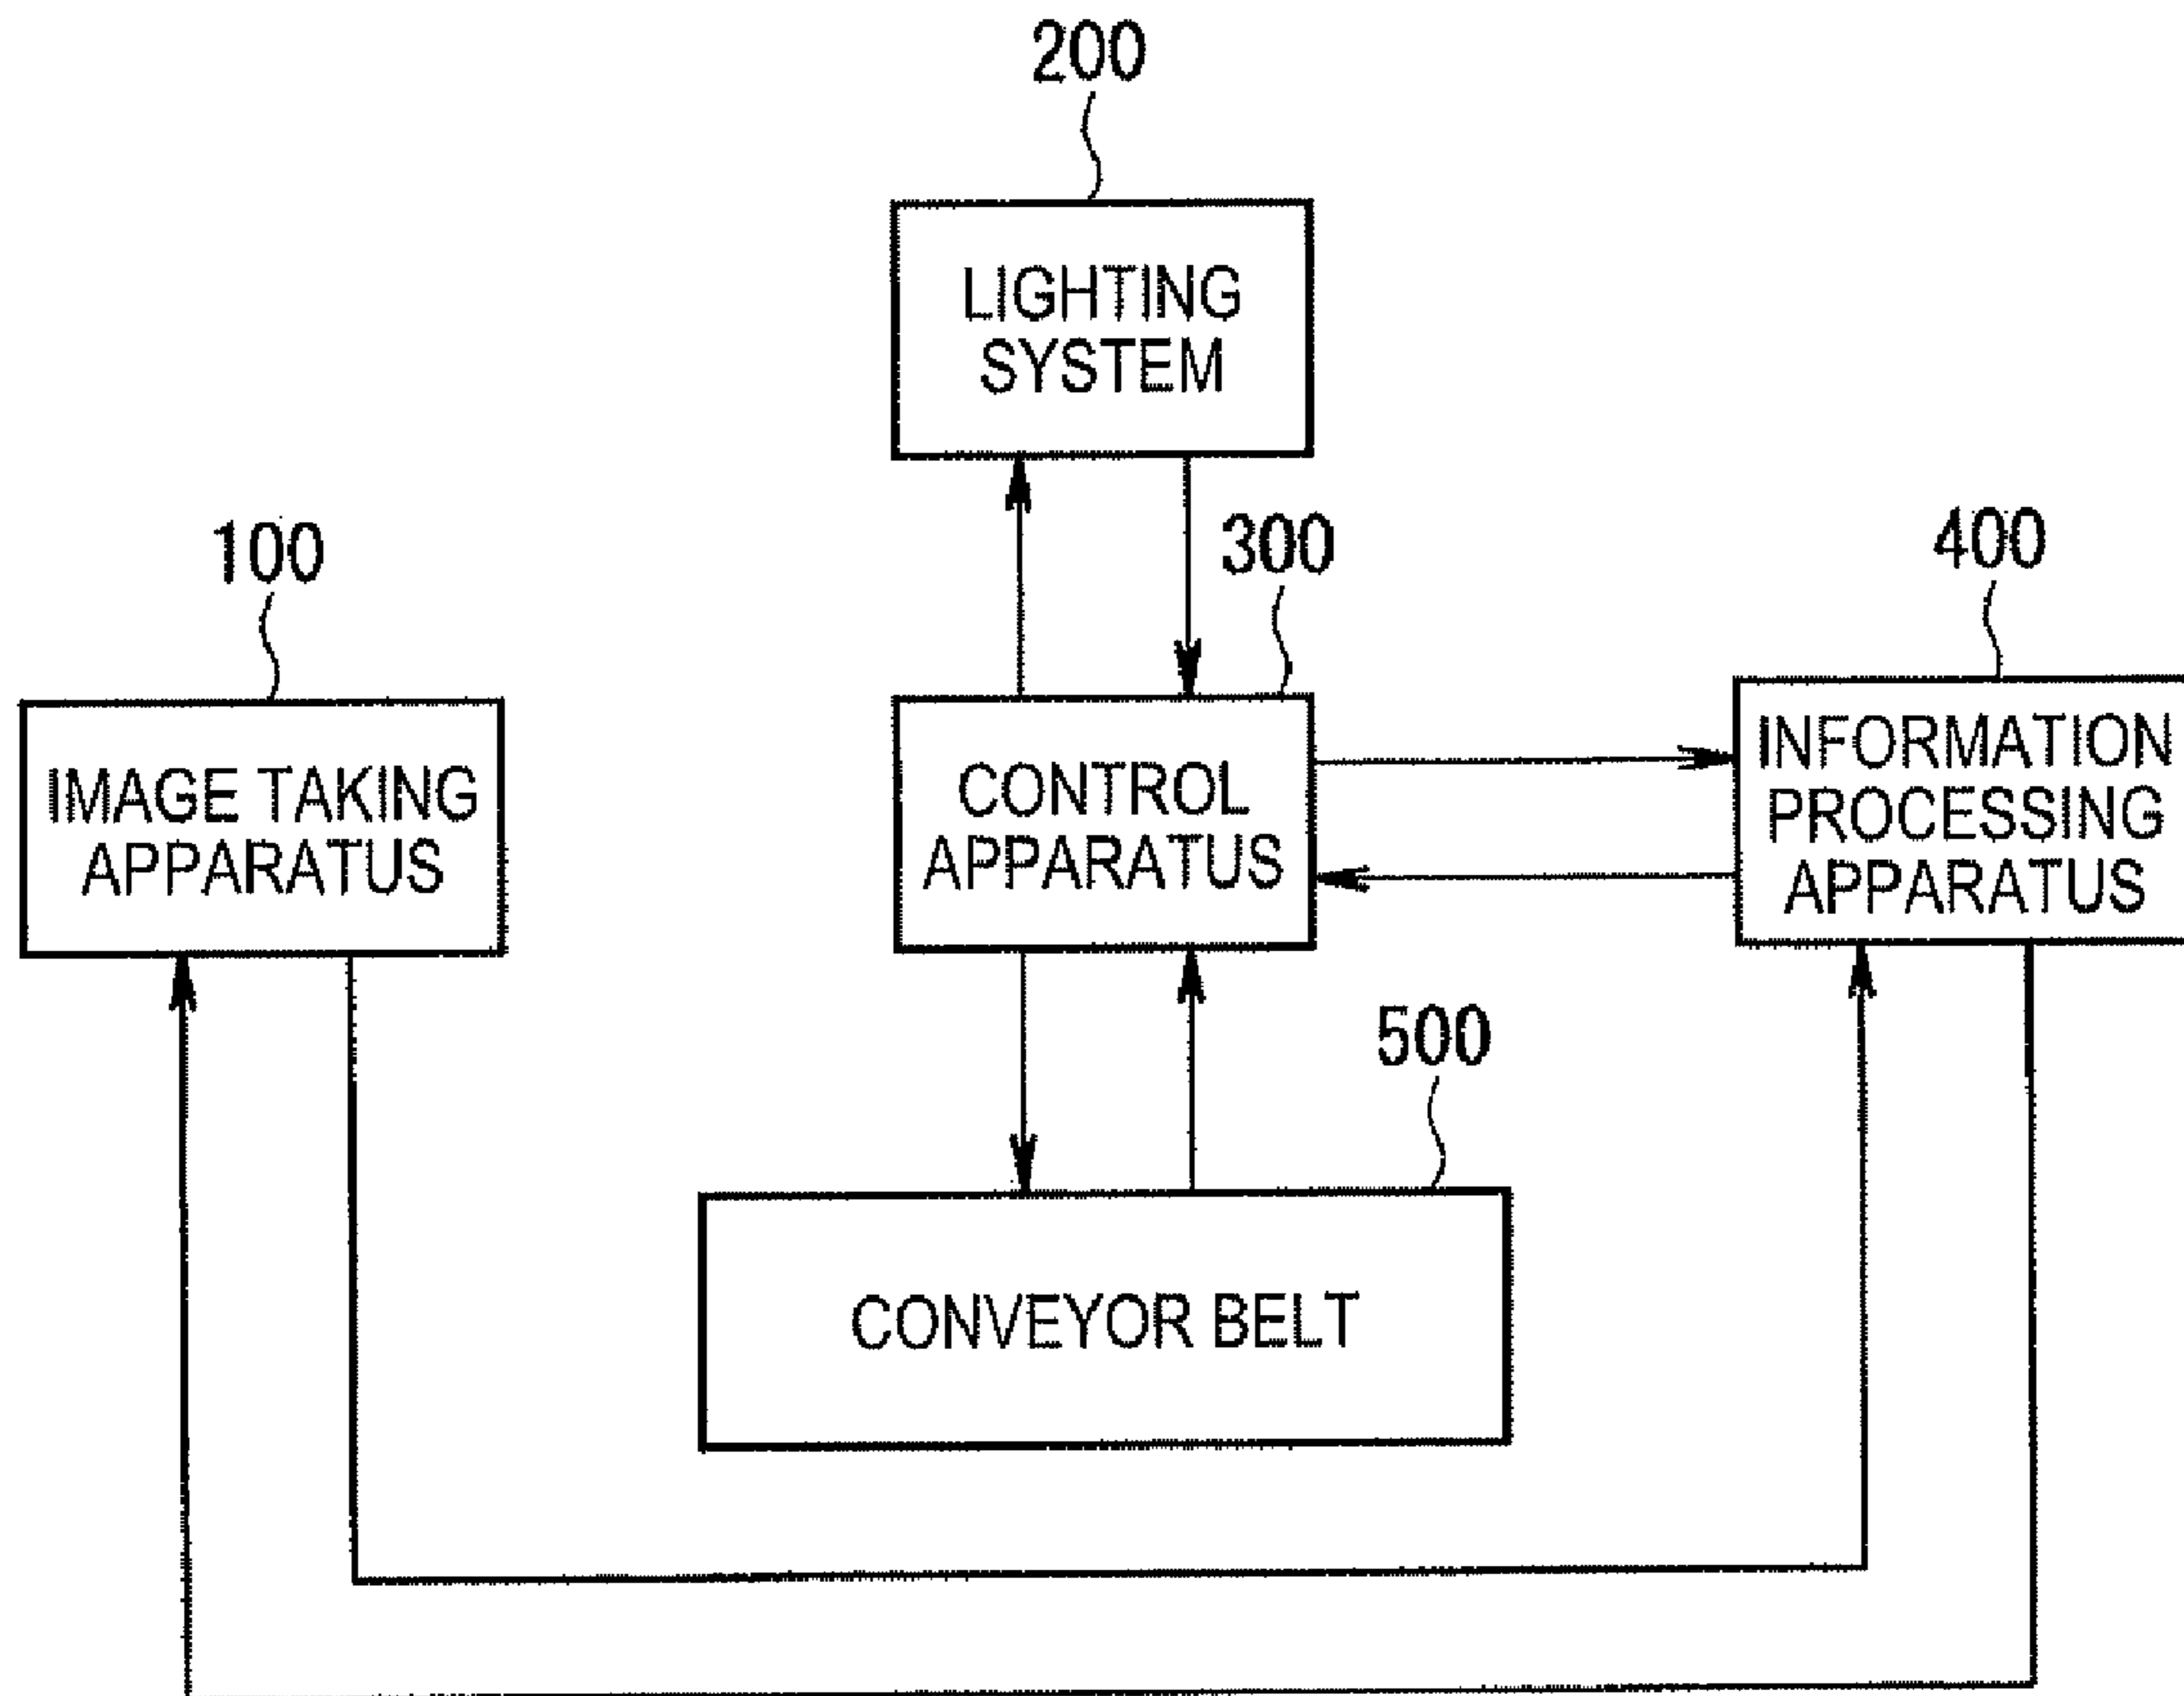 200
LIGHTING
SYSTEM
100
300
400
IMAGE TAKING
APPARATUS
CONTROL
APPARATUS
INFORMATION
PROCESSING
APPARATUS
500
CONVEYOR BELT